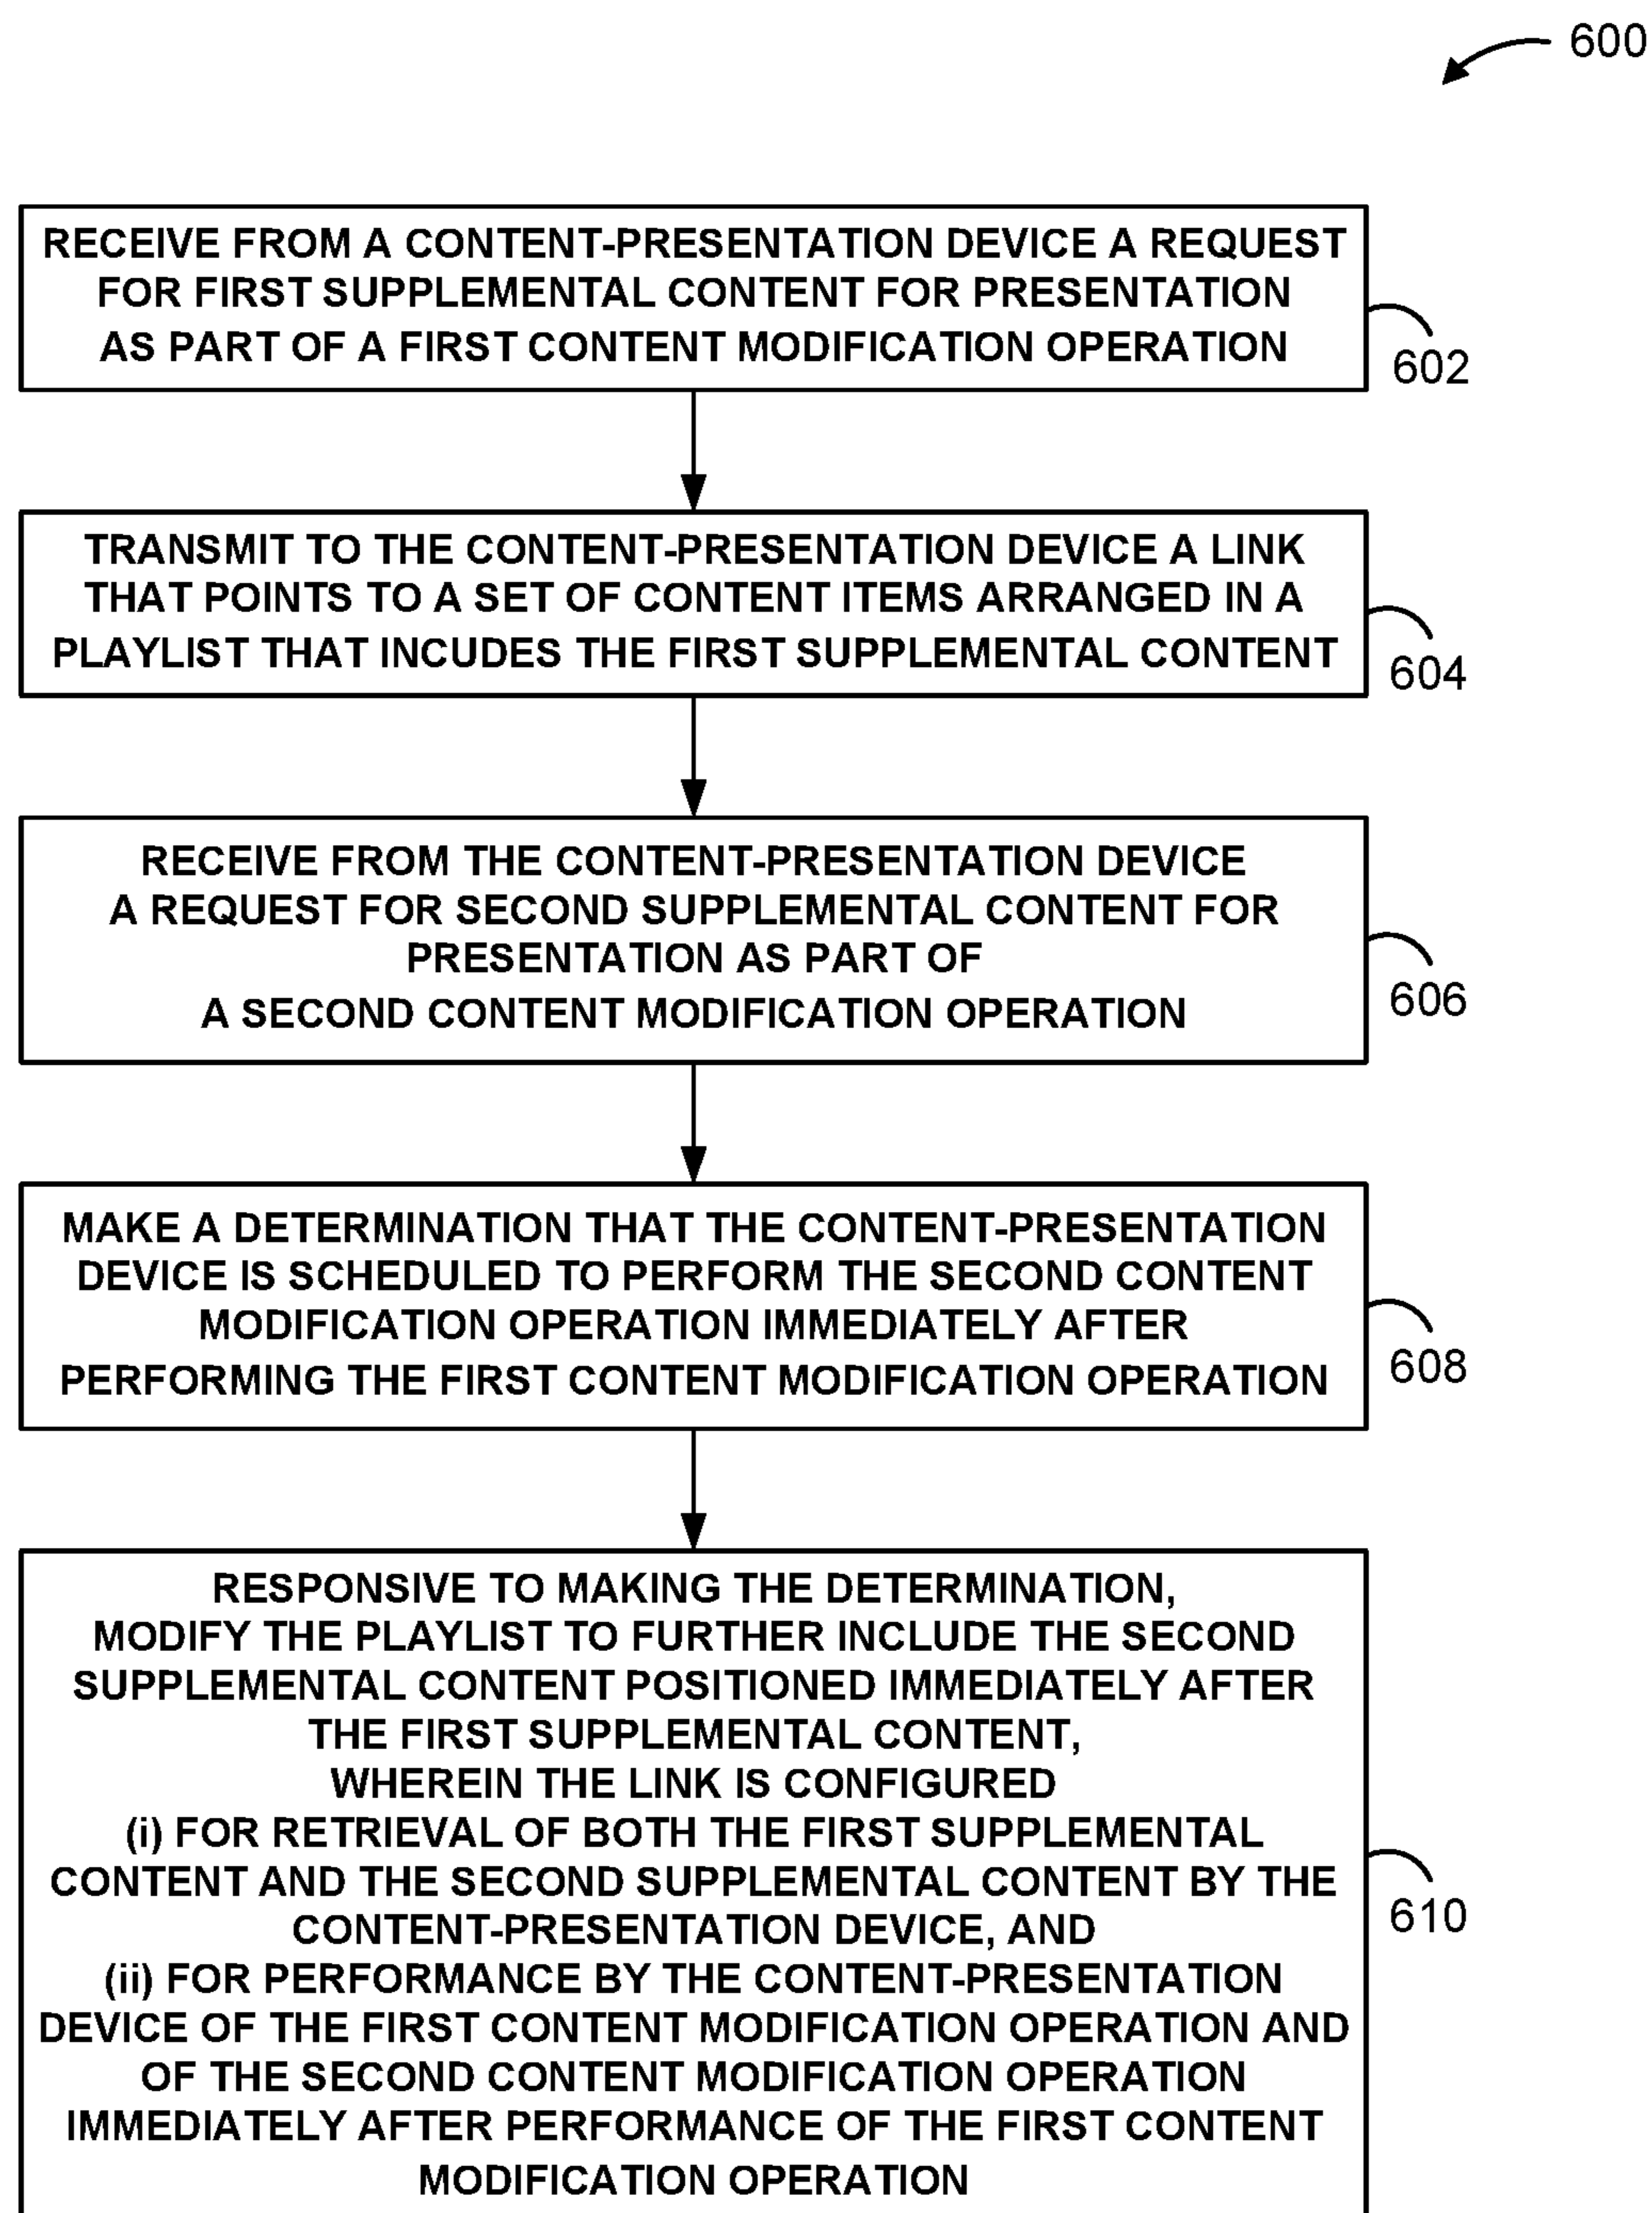 600
RECEIVE FROM A CONTENT-PRESENTATION DEVICE A REQUEST
FOR FIRST SUPPLEMENTAL CONTENT FOR PRESENTATION
AS PART OF A FIRST CONTENT MODIFICATION OPERATION
602
TRANSMIT TO THE CONTENT-PRESENTATION DEVICE A LINK
THAT POINTS TO A SET OF CONTENT ITEMS ARRANGED IN A
PLAYLIST THAT INCUDES THE FIRST SUPPLEMENTAL CONTENT
604
RECEIVE FROM THE CONTENT-PRESENTATION DEVICE
A REQUEST FOR SECOND SUPPLEMENTAL CONTENT FOR
PRESENTATION AS PART OF
A SECOND CONTENT MODIFICATION OPERATION
606
MAKE A DETERMINATION THAT THE CONTENT-PRESENTATION
DEVICE IS SCHEDULED TO PERFORM THE SECOND CONTENT
MODIFICATION OPERATION IMMEDIATELY AFTER
PERFORMING THE FIRST CONTENT MODIFICATION OPERATION
608
RESPONSIVE TO MAKING THE DETERMINATION,
MODIFY THE PLAYLIST TO FURTHER INCLUDE THE SECOND
SUPPLEMENTAL CONTENT POSITIONED IMMEDIATELY AFTER
THE FIRST SUPPLEMENTAL CONTENT,
WHEREIN THE LINK IS CONFIGURED
(i) FOR RETRIEVAL OF BOTH THE FIRST SUPPLEMENTAL
CONTENT AND THE SECOND SUPPLEMENTAL CONTENT BY THE
CONTENT-PRESENTATION DEVICE, AND
(ii) FOR PERFORMANCE BY THE CONTENT-PRESENTATION
DEVICE OF THE FIRST CONTENT MODIFICATION OPERATION AND
OF THE SECOND CONTENT MODIFICATION OPERATION
IMMEDIATELY AFTER PERFORMANCE OF THE FIRST CONTENT
MODIFICATION OPERATION
610